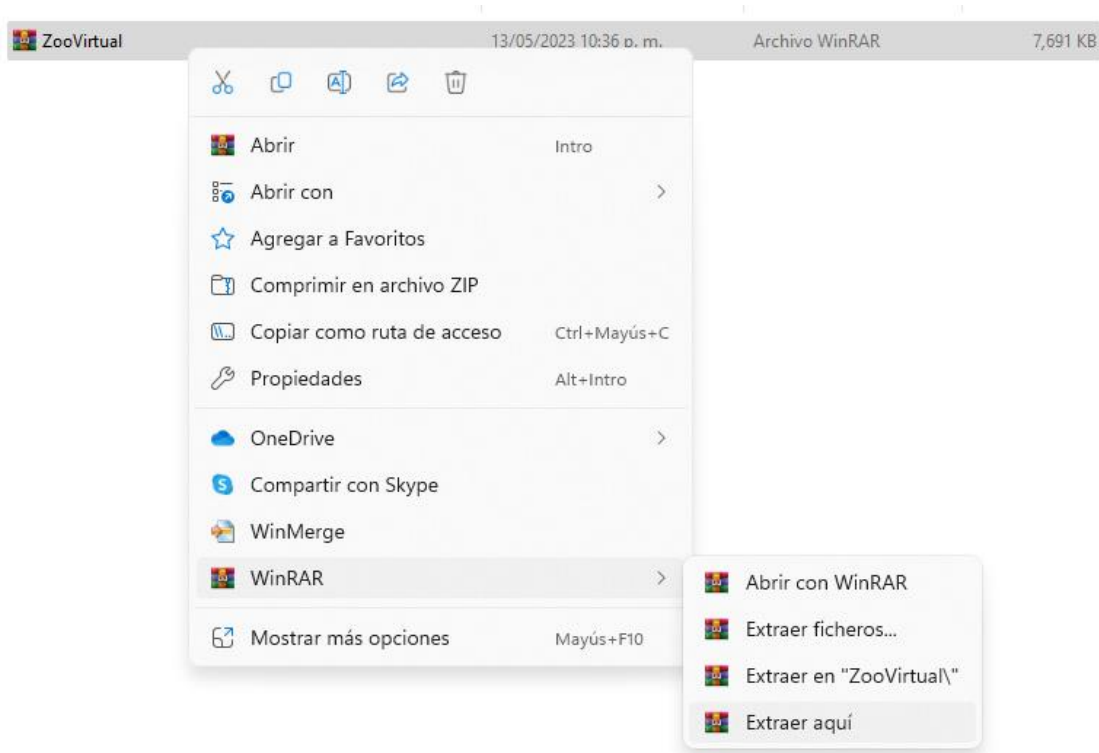 ZooVirtual 13/05/2023 10:36 p. m. Archivo WinRAR 7,691 KB
Abrir Intro
Abrir con
Agregar a Favoritos
Comprimir en archivo ZIP
Copiar como ruta de acceso Ctrl+Mayús+C
Propiedades Alt+Intro
OneDrive
Compartir con Skype
WinMerge
WinRAR
Mostrar más opciones Mayús+F10
Abrir con WinRAR
Extraer ficheros...
Extraer en "ZooVirtual\"
Extraer aquí